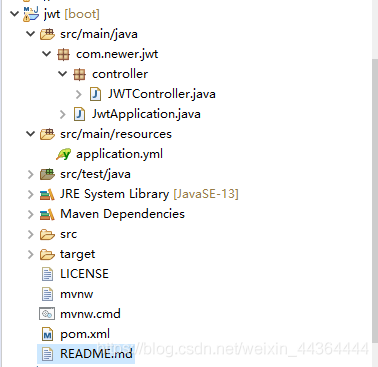 jwt [boot]
src/main/java
com.newer.jwt
controller
JWTController.java
JwtApplication.java
src/main/resources
application.yml
src/test/java
JRE System Library [JavaSE-13]
Maven Dependencies
src
target
LICENSE
mvnw
mvnw.cmd
pom.xml
README.md
https://blog.csdn.net/weixin_44364444